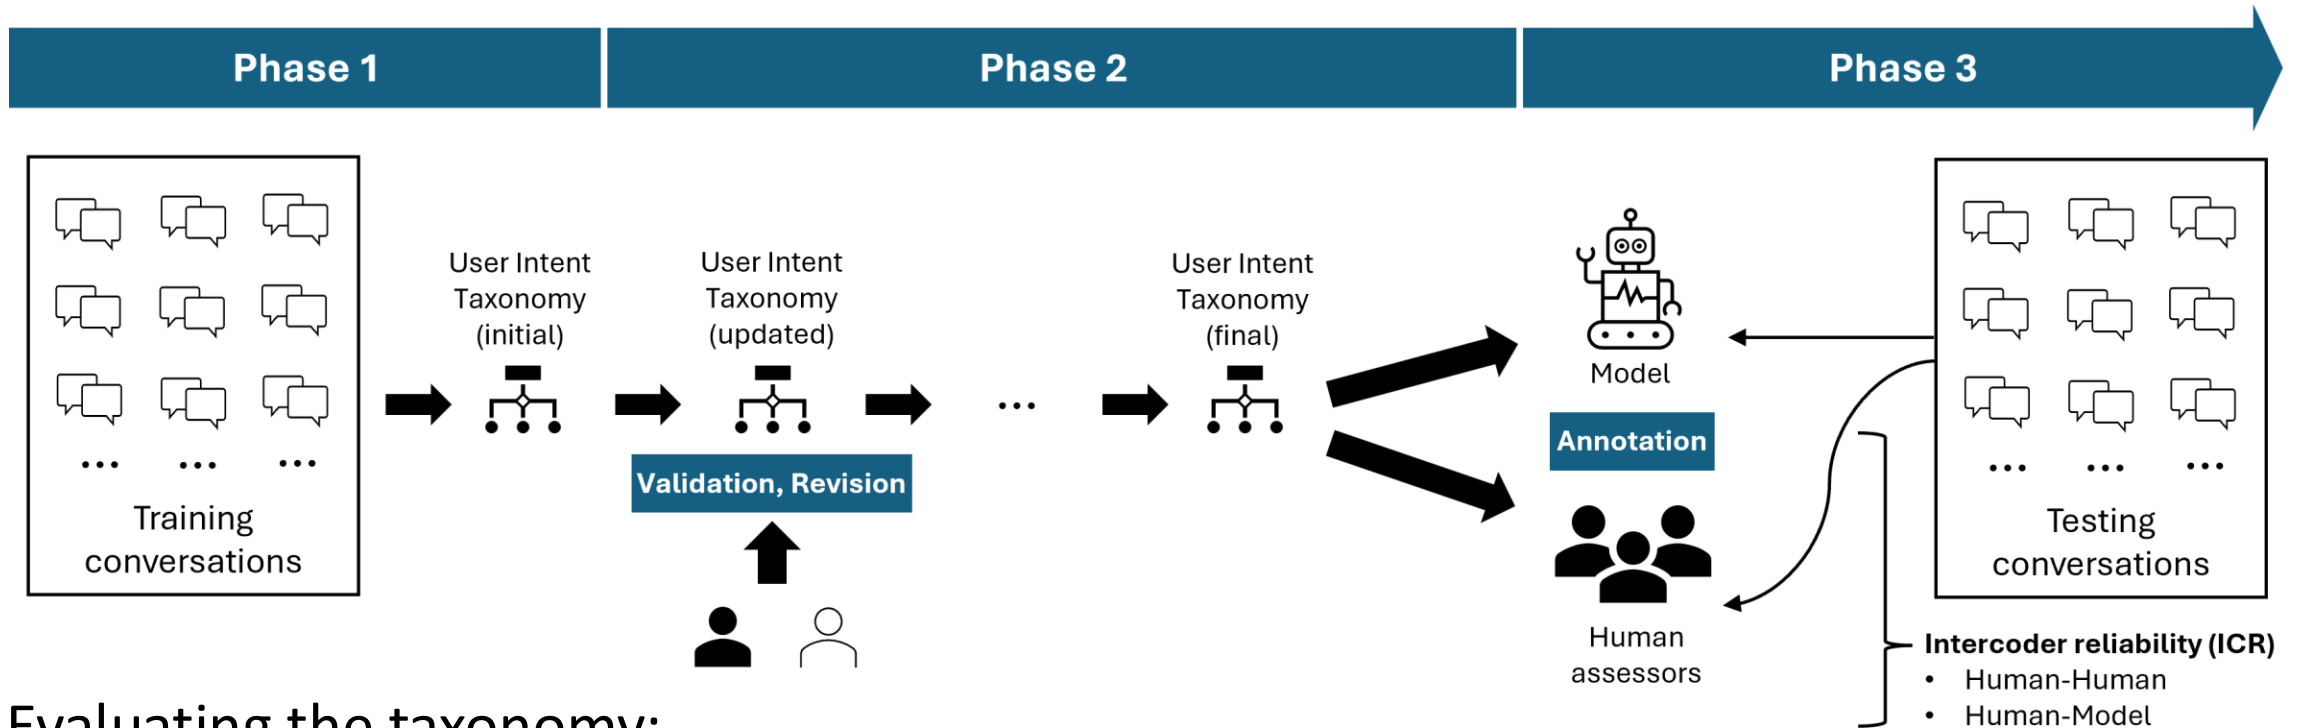 Phase 1
Phase 2
Phase 3
Training
conversations
User Intent
Taxonomy
(initial)
User Intent
Taxonomy
(updated)
Validation, Revision
...
User Intent
Taxonomy
(final)
Model
Annotation
Human
assessors
Testing
conversations
Intercoder reliability (ICR)
• Human-Human
• Human-Model
Evaluating the taxonomy: